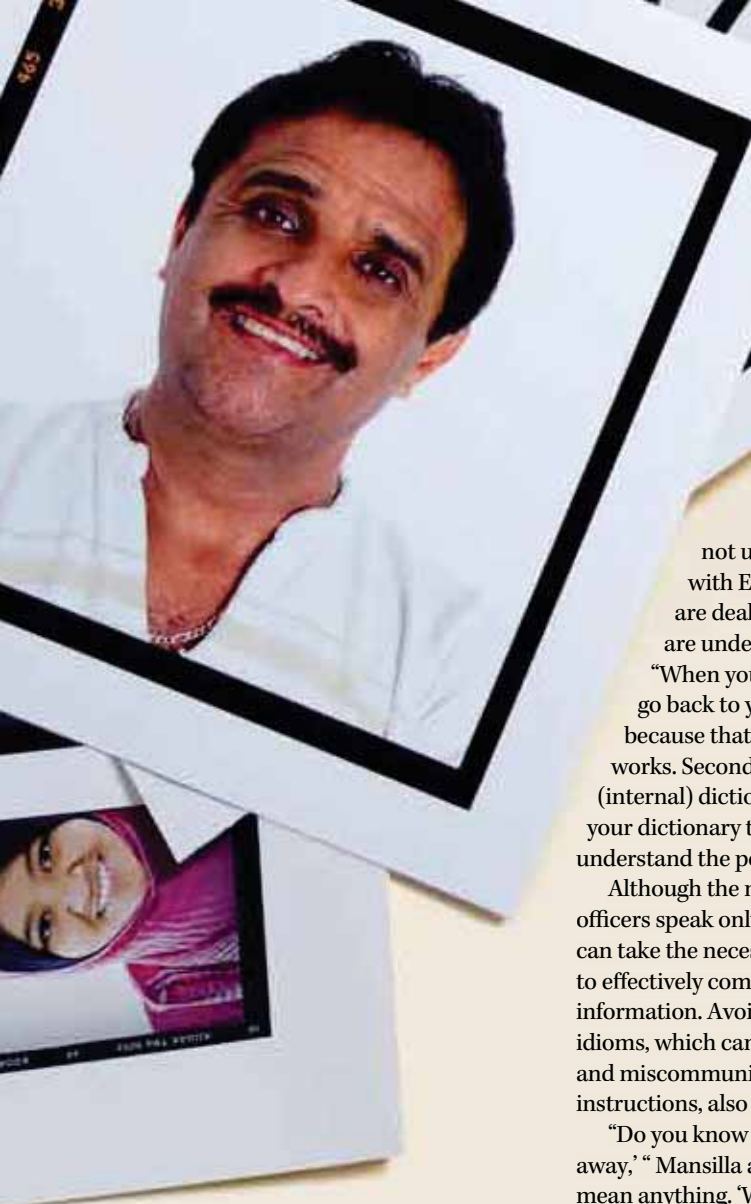 965
not u
with E
are deal
are unde
“When you
go back to y
because that
works. Second
(internal) dictio
your dictionary t
understand the pe
Although the n
officers speak onl
can take the neces
to effectively com
information. Avoi
idioms, which can
and miscommuni
instructions, also
“Do you know
away,’ “ Mansilla a
mean anything. ‘W